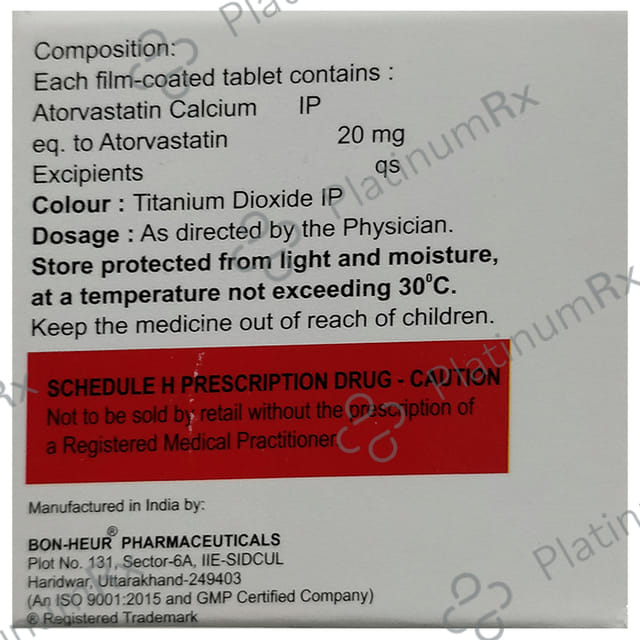 Composition:
Each film-coated tablet contains :
Atorvastatin Calcium IP
eq. to Atorvastatin 20 mg
Excipients qs
Colour : Titanium Dioxide IP
Dosage : As directed by the Physician.
Store protected from light and moisture,
at a temperature not exceeding 30⁰C.
Keep the medicine out of reach of children.
SCHEDULE H PRESCRIPTION DRUG - CAUTION
Not to be sold by retail without the prescription of
a Registered Medical Practitioner.
Manufactured in India by:
BON-HEUR® PHARMACEUTICALS
Plot No. 131, Sector-6A, IIE-SIDCUL
Haridwar, Uttarakhand-249403
(An ISO 9001:2015 and GMP Certified Company)
® Registered Trademark
PlatinumRx
PlatinumRx
PlatinumRx